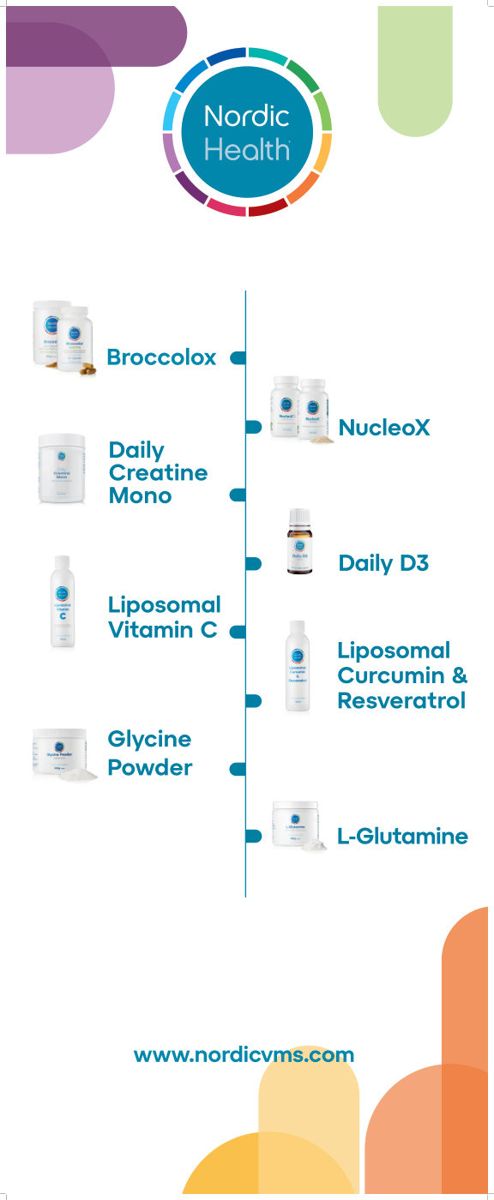 Nordic
Health
Broccolox
NucleoX
Daily
Creatine
Mono
Daily D3
Liposomal
Vitamin C
Liposomal
Curcumin &
Resveratrol
Glycine
Powder
L-Glutamine
www.nordicvms.com